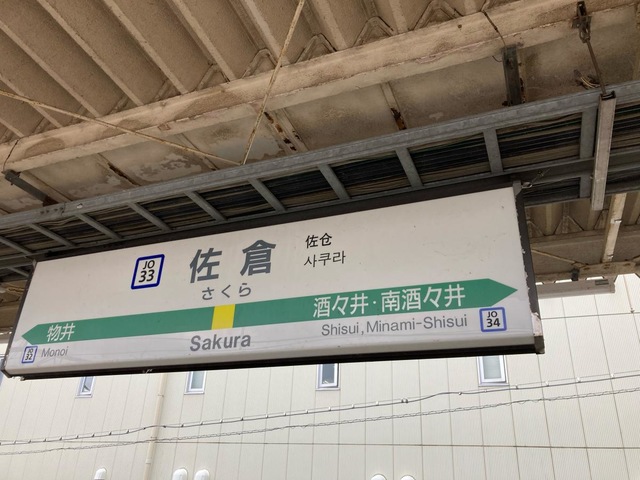 JO
33
佐倉
さくら
佐仓
사쿠라
物井
酒々井・南酒々井
JO
32
Monoi
Sakura
Shisui, Minami-Shisui
JO
34